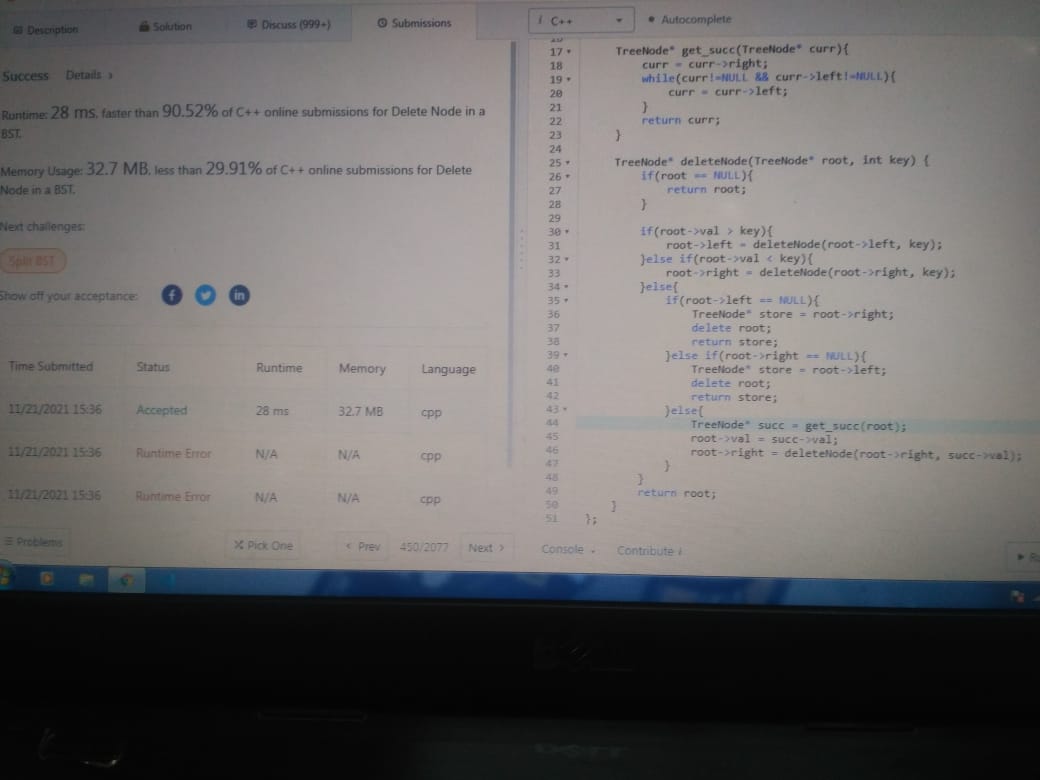 Description
Solution
Discuss (999+)
Submissions
Success Details >
Runtime: 28 ms, faster than 90.52% of C++ online submissions for Delete Node in a
BST.
Memory Usage: 32.7 MB, less than 29.91% of C++ online submissions for Delete
Node in a BST.
Next challenges:
Split BST
Show off your acceptance:
Time Submitted Status Runtime Memory Language
11/21/2021 15:36 Accepted 28 ms 32.7 MB cpp
11/21/2021 15:36 Runtime Error N/A N/A cpp
11/21/2021 15:36 Runtime Error N/A N/A cpp
Problems
Pick One
< Prev 450/2077 Next >
i C++
Autocomplete
17 TreeNode* get_succ(TreeNode* curr){
18 curr = curr->right;
19 while(curr!=NULL && curr->left!=NULL){
20 curr = curr->left;
21 }
22 return curr;
23 }
24
25 TreeNode* deleteNode(TreeNode* root, int key) {
26 if(root == NULL){
27 return root;
28 }
29
30 if(root->val > key){
31 root->left = deleteNode(root->left, key);
32 }else if(root->val < key){
33 root->right = deleteNode(root->right, key);
34 }else{
35 if(root->left == NULL){
36 TreeNode* store = root->right;
37 delete root;
38 return store;
39 }else if(root->right == NULL){
40 TreeNode* store = root->left;
41 delete root;
42 return store;
43 }else{
44 TreeNode* succ = get_succ(root);
45 root->val = succ->val;
46 root->right = deleteNode(root->right, succ->val);
47 }
48 }
49 return root;
50 }
51 };
Console
Contribute i